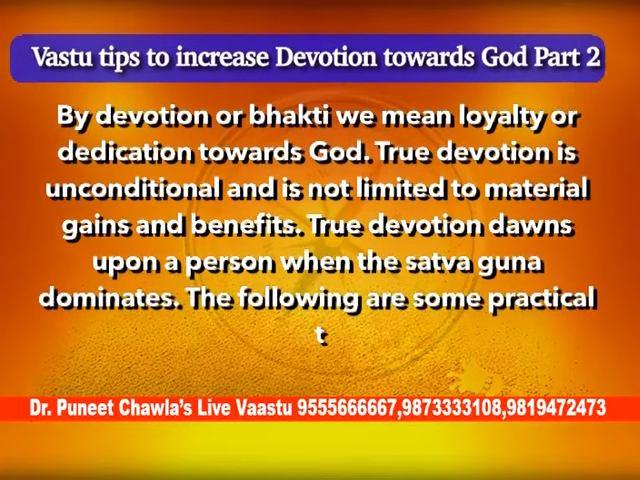 Vastu tips to increase Devotion towards God Part 2
By devotion or bhakti we mean loyalty or
dedication towards God. True devotion is
unconditional and is not limited to material
gains and benefits. True devotion dawns
upon a person when the satva guna
dominates. The following are some practical
t
Dr. Puneet Chawla's Live Vaastu 9555666667,9873333108,9819472473